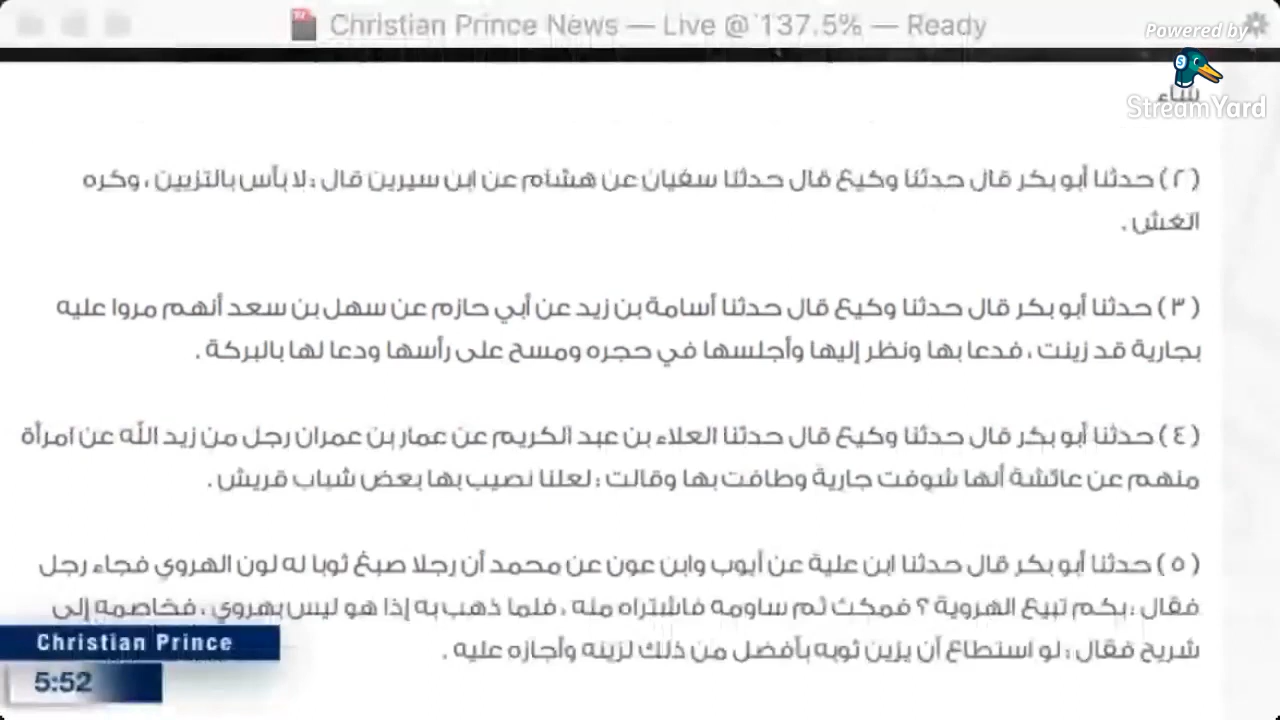 Christian Prince News — Live @ 137.5% — Ready
Powered by
StreamYard
شاء
(٢) حدثنا أبو بكر قال حدثنا وكيع قال حدثنا سفيان عن هشام عن ابن سيرين قال : لا بأس بالتزيين ، وكره
الغش .
(٣) حدثنا أبو بكر قال حدثنا وكيع قال حدثنا أسامة بن زيد عن أبي حازم عن سهل بن سعد أنهم مروا عليه
بجارية قد زينت ، فدعا بها ونظر إليها وأجلسها في حجره ومسح على رأسها ودعا لها بالبركة .
(٤) حدثنا أبو بكر قال حدثنا وكيع قال حدثنا العلاء بن عبد الكريم عن عمار بن عمران رجل من زيد الله عن امرأة
منهم عن عائشة أنها شوفت جارية وطافت بها وقالت : لعلنا نصيب بها بعض شباب قريش .
(٥) حدثنا أبو بكر قال حدثنا ابن علية عن أيوب وابن عون عن محمد أن رجلا صبغ ثوبا له لون الهروي فجاء رجل
فقال : بكم تبيع الهروية ؟ فمكث ثم ساومه فاشتراه منه ، فلما ذهب به إذا هو ليس بهروي ، فخاصمه إلى
شريح فقال : لو استطاع أن يزين ثوبه بأفضل من ذلك لزينه وأجازه عليه .
Christian Prince
5:52